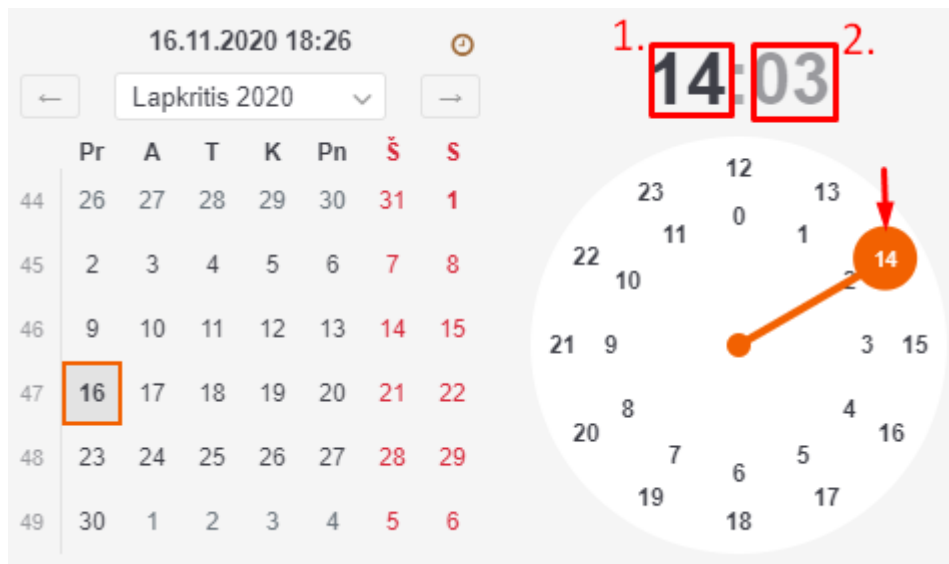 16.11.2020 18:26
←
Lapkritis 2020
→
Pr A T K Pn Š S
44 26 27 28 29 30 31 1
45 2 3 4 5 6 7 8
46 9 10 11 12 13 14 15
47 16 17 18 19 20 21 22
48 23 24 25 26 27 28 29
49 30 1 2 3 4 5 6
1. 14:03 2.
12
23 13
0
11 1
22 14
10 2
21 9 3 15
8 4
20 16
7 5
6
19 17
18